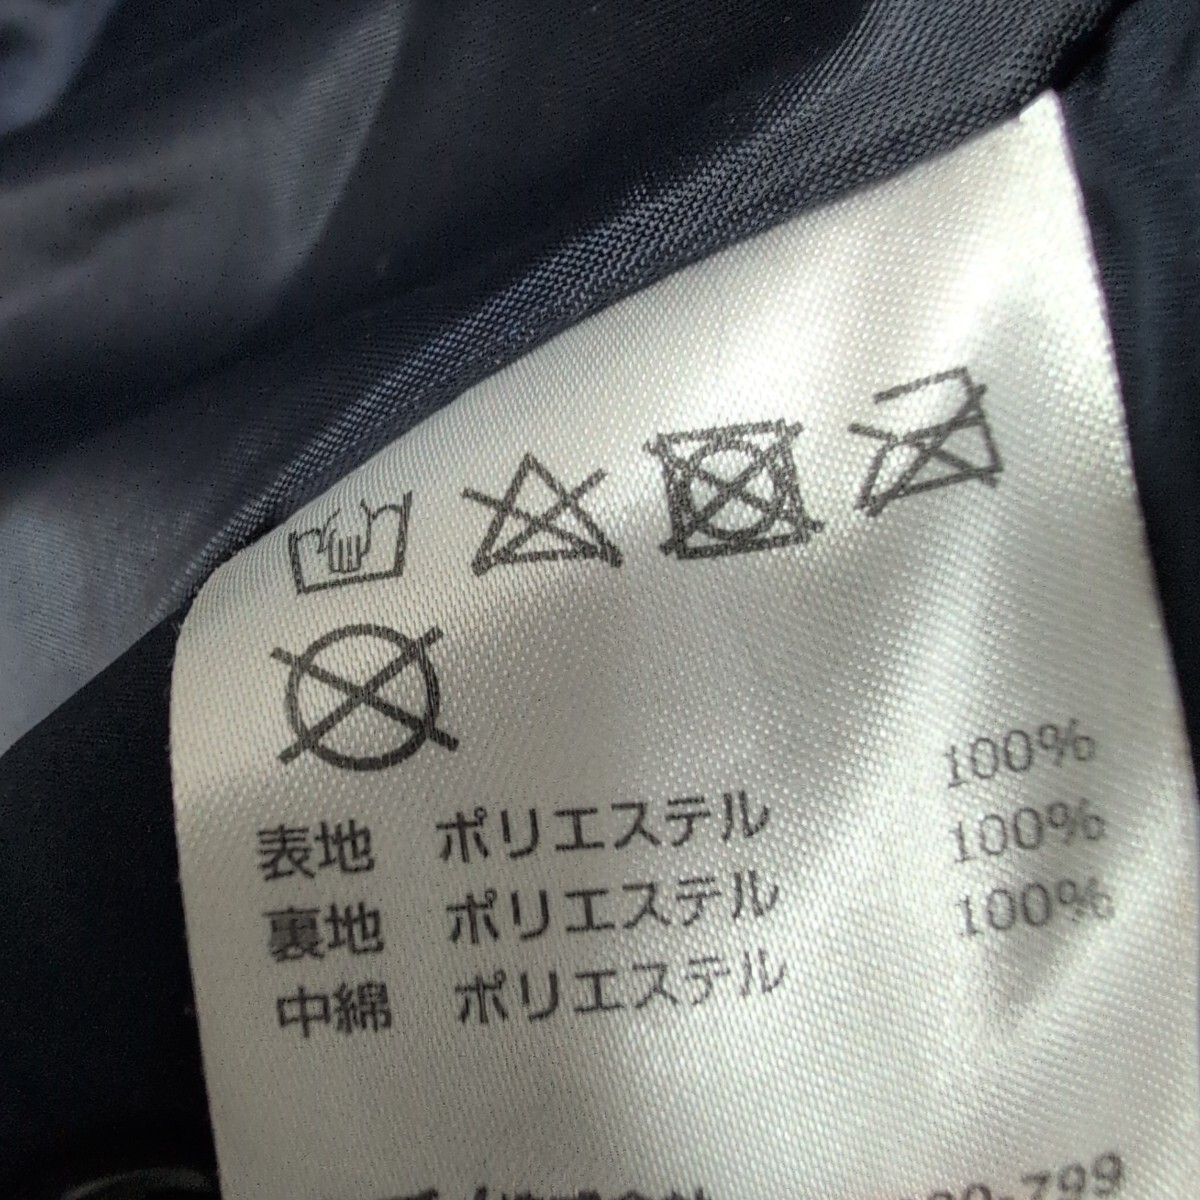 表地 ポリエステル 100%
裏地 ポリエステル 100%
中綿 ポリエステル 100%